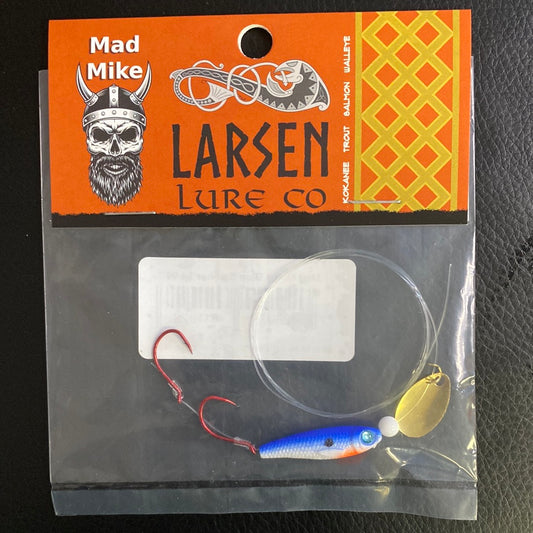 Mad
Mike
LARSEN
LURE CO
KOKANEE TROUT SALMON WALLEYE